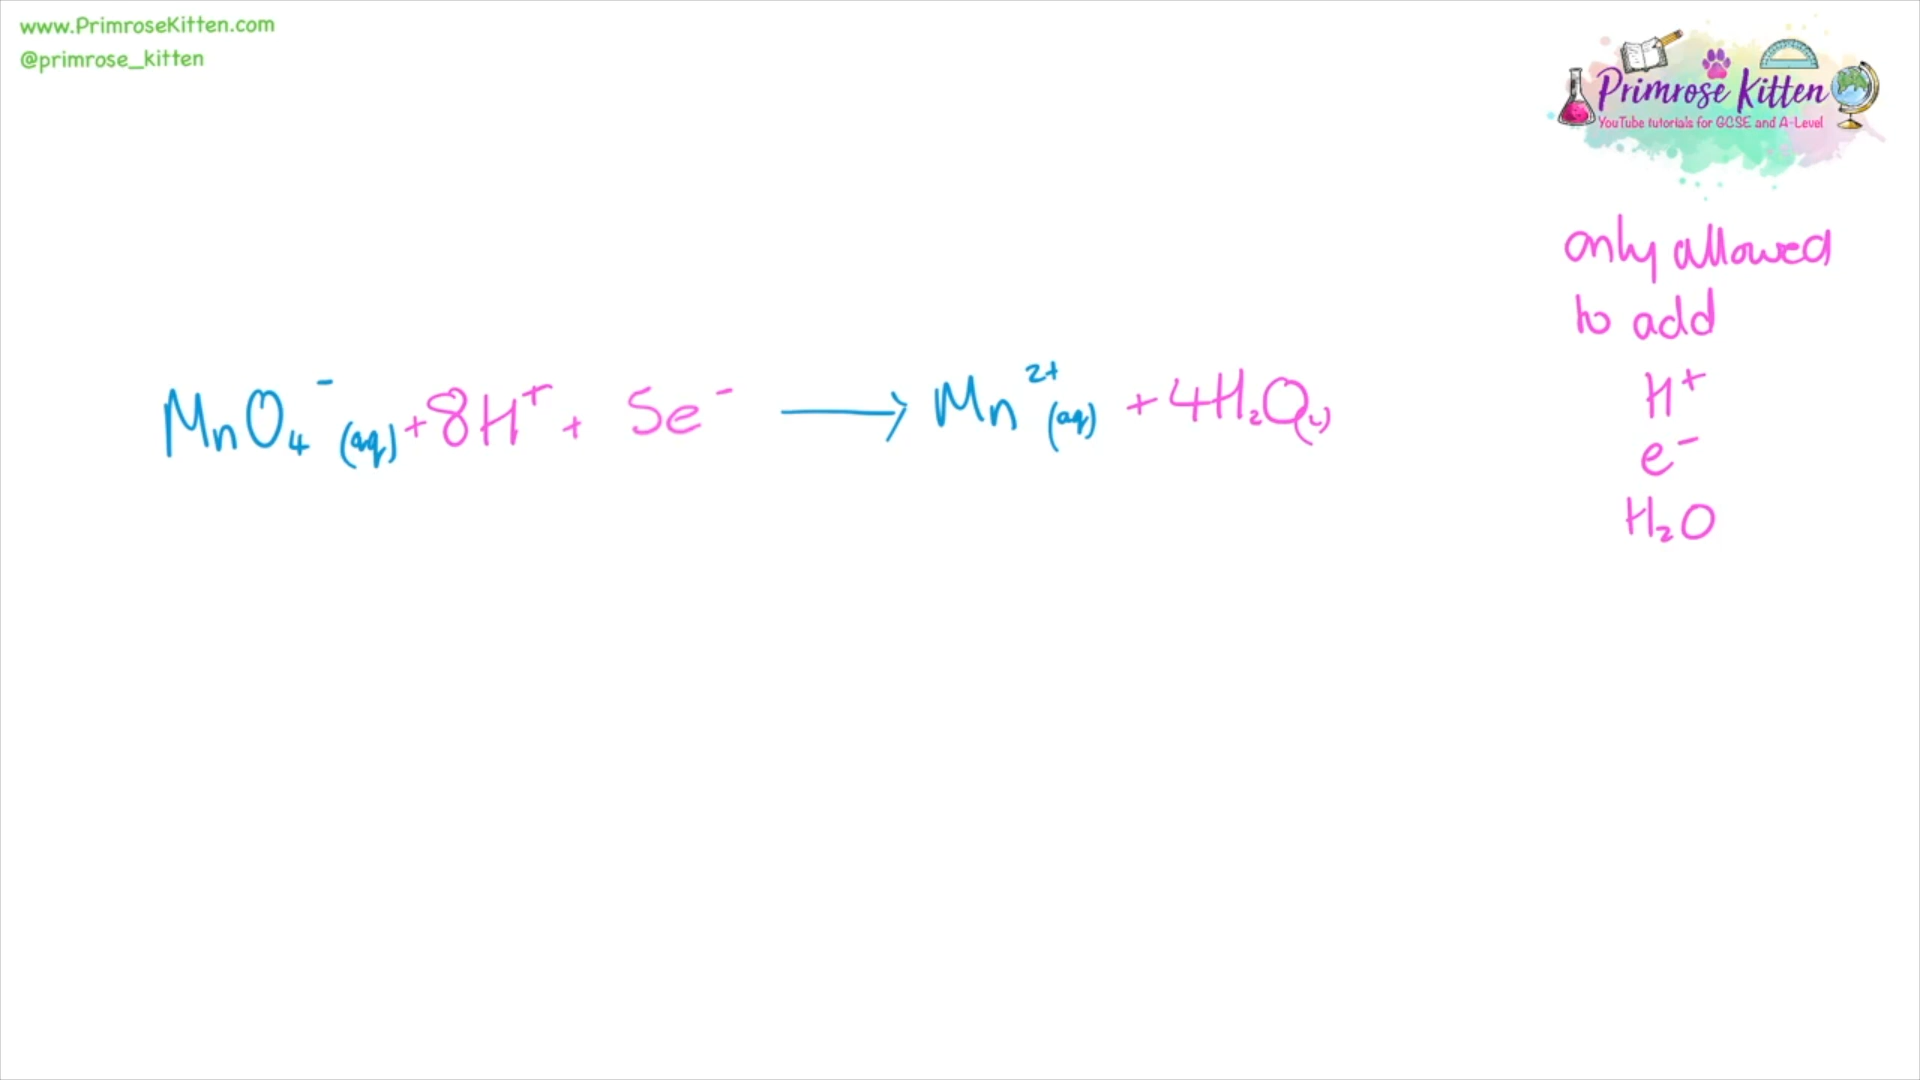 www.PrimroseKitten.com
@primrose_kitten
Primrose Kitten
YouTube tutorials for GCSE and A-Level
only allowed
to add
H⁺
e⁻
H₂O
MnO₄⁻(aq) + 8H⁺ + 5e⁻ ⟶ Mn²⁺(aq) + 4H₂O(l)